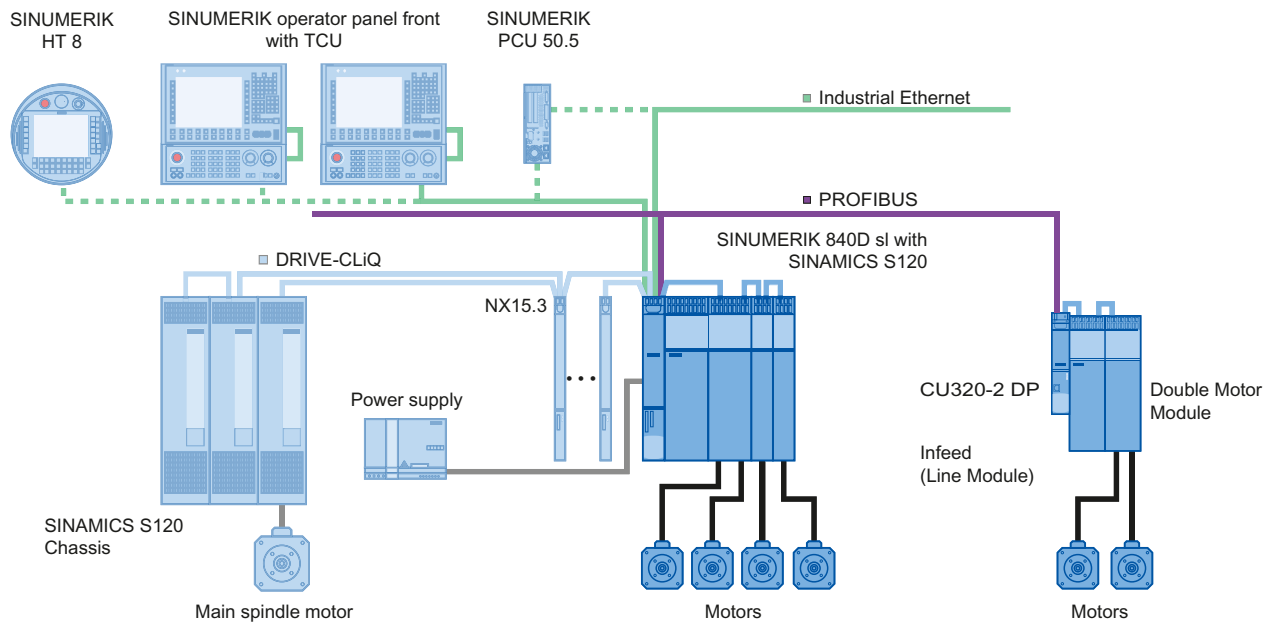 SINUMERIK
HT 8
SINUMERIK operator panel front
with TCU
SINUMERIK
PCU 50.5
Industrial Ethernet
PROFIBUS
SINUMERIK 840D sl with
SINAMICS S120
DRIVE-CLiQ
NX15.3
Power supply
CU320-2 DP
Double Motor
Module
Infeed
(Line Module)
SINAMICS S120
Chassis
Main spindle motor
Motors
Motors